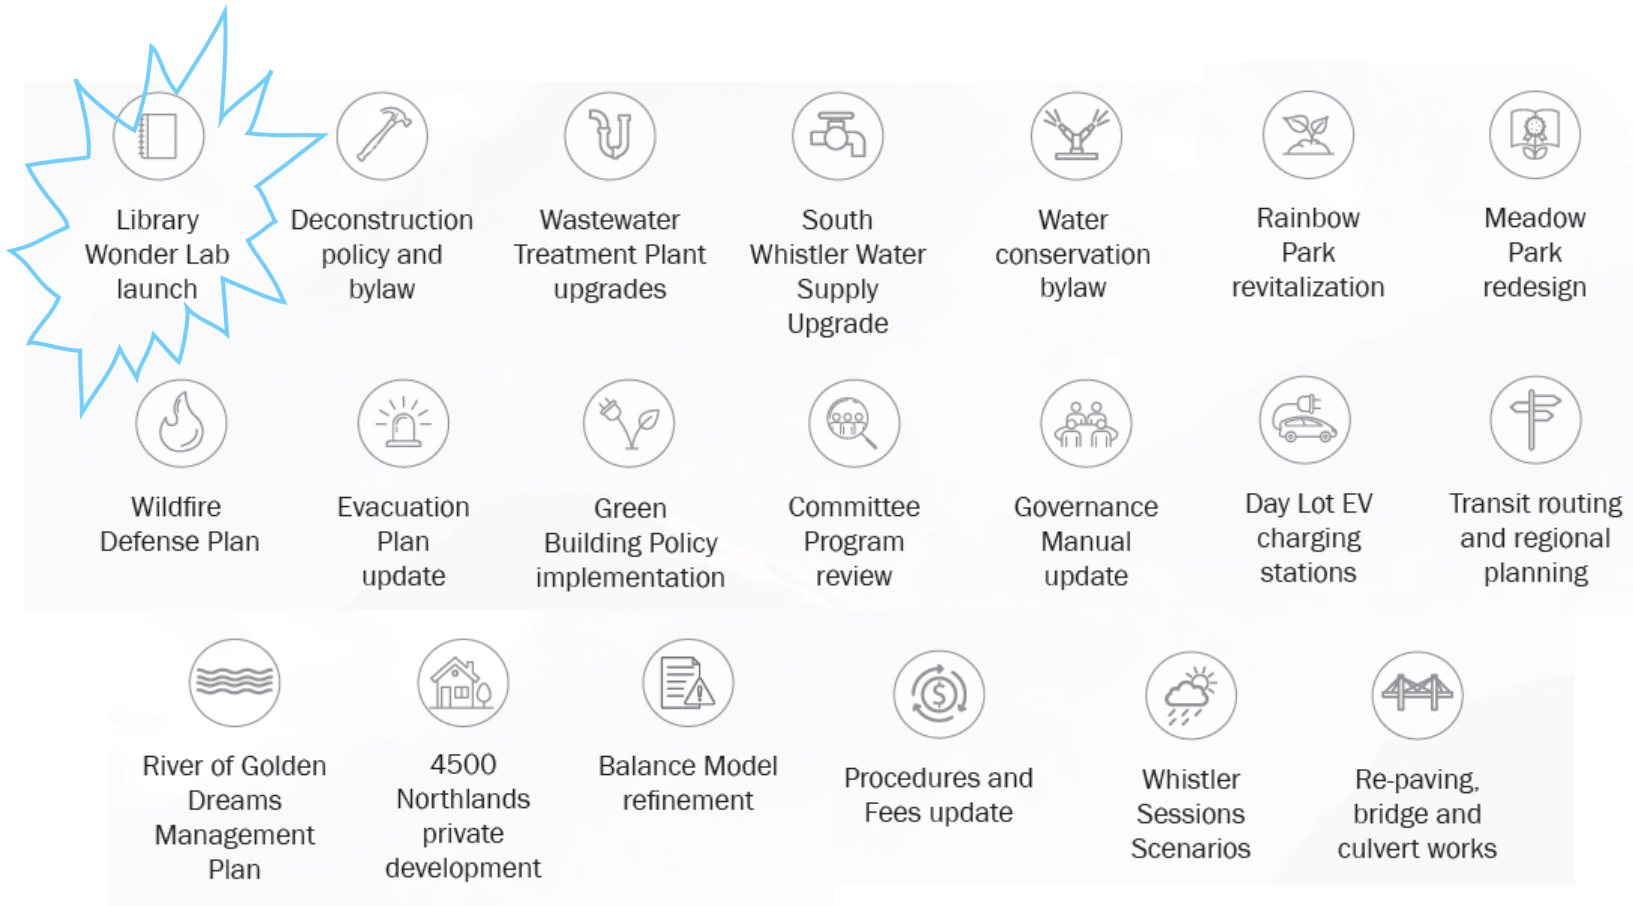 Library
Wonder Lab
launch
Deconstruction
policy and
bylaw
Wastewater
Treatment Plant
upgrades
South
Whistler Water
Supply
Upgrade
Water
conservation
bylaw
Rainbow
Park
revitalization
Meadow
Park
redesign
Wildfire
Defense Plan
Evacuation
Plan
update
Green
Building Policy
implementation
Committee
Program
review
Governance
Manual
update
Day Lot EV
charging
stations
Transit routing
and regional
planning
River of Golden
Dreams
Management
Plan
4500
Northlands
private
development
Balance Model
refinement
Procedures and
Fees update
Whistler
Sessions
Scenarios
Re-paving,
bridge and
culvert works